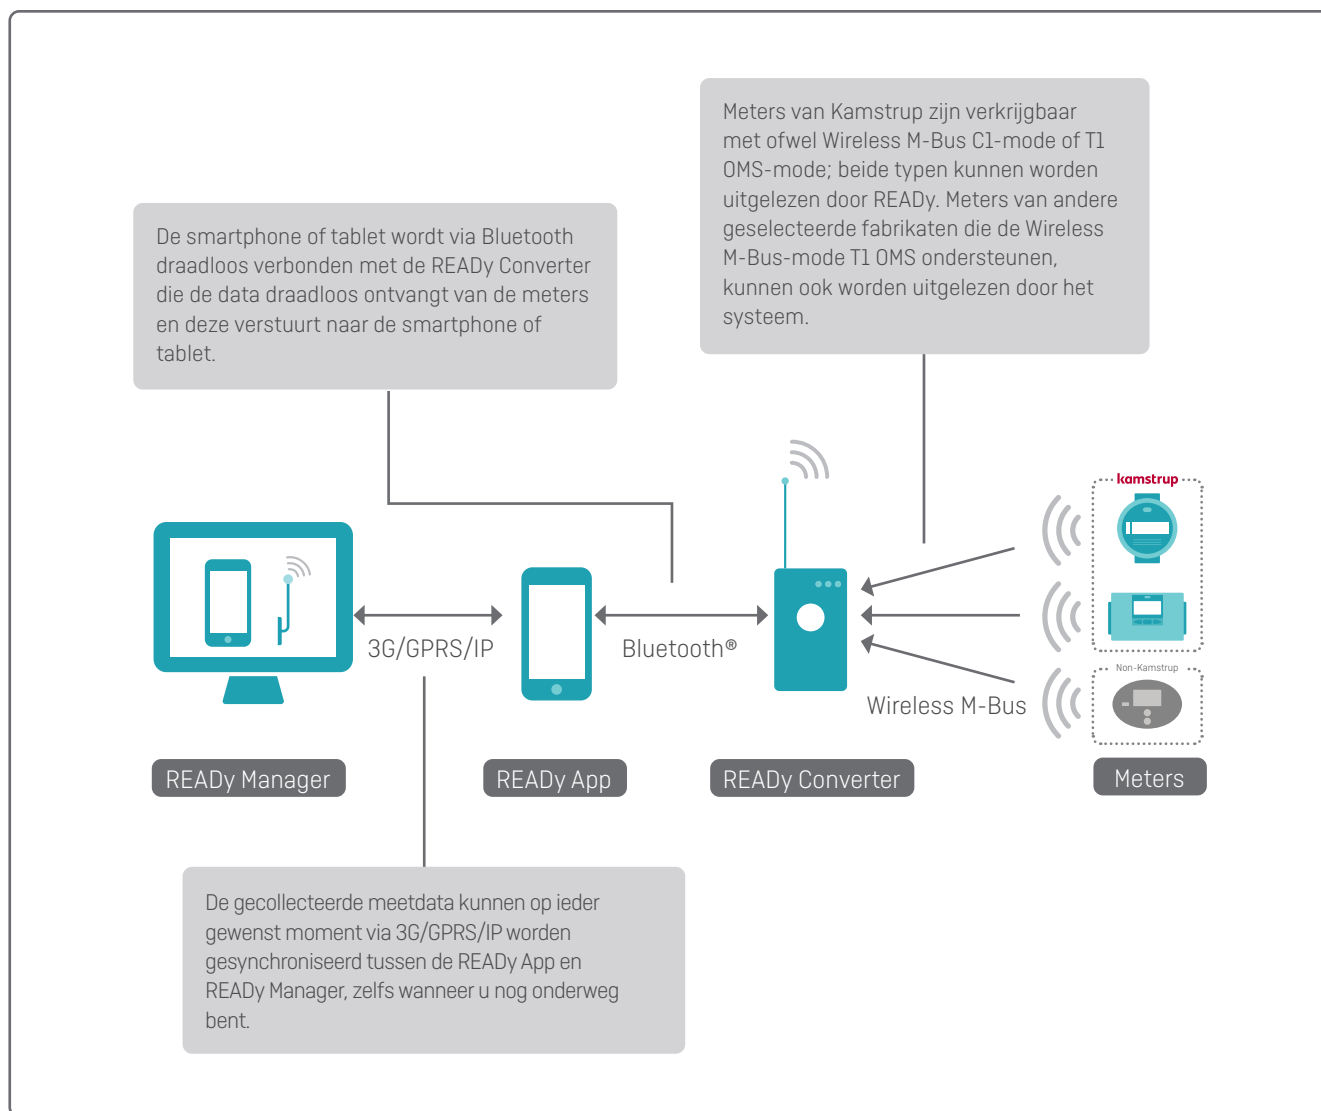 Meters van Kamstrup zijn verkrijgbaar
met ofwel Wireless M-Bus C1-mode of T1
OMS-mode; beide typen kunnen worden
uitgelezen door READy. Meters van andere
geselecteerde fabrikaten die de Wireless
M-Bus-mode T1 OMS ondersteunen,
kunnen ook worden uitgelezen door het
systeem.
De smartphone of tablet wordt via Bluetooth
draadloos verbonden met de READy Converter
die de data draadloos ontvangt van de meters
en deze verstuurt naar de smartphone of
tablet.
kamstrup
3G/GPRS/IP
Bluetooth®
Wireless M-Bus
Non-Kamstrup
READy Manager
READy App
READy Converter
Meters
De gecollecteerde meetdata kunnen op ieder
gewenst moment via 3G/GPRS/IP worden
gesynchroniseerd tussen de READy App en
READy Manager, zelfs wanneer u nog onderweg
bent.